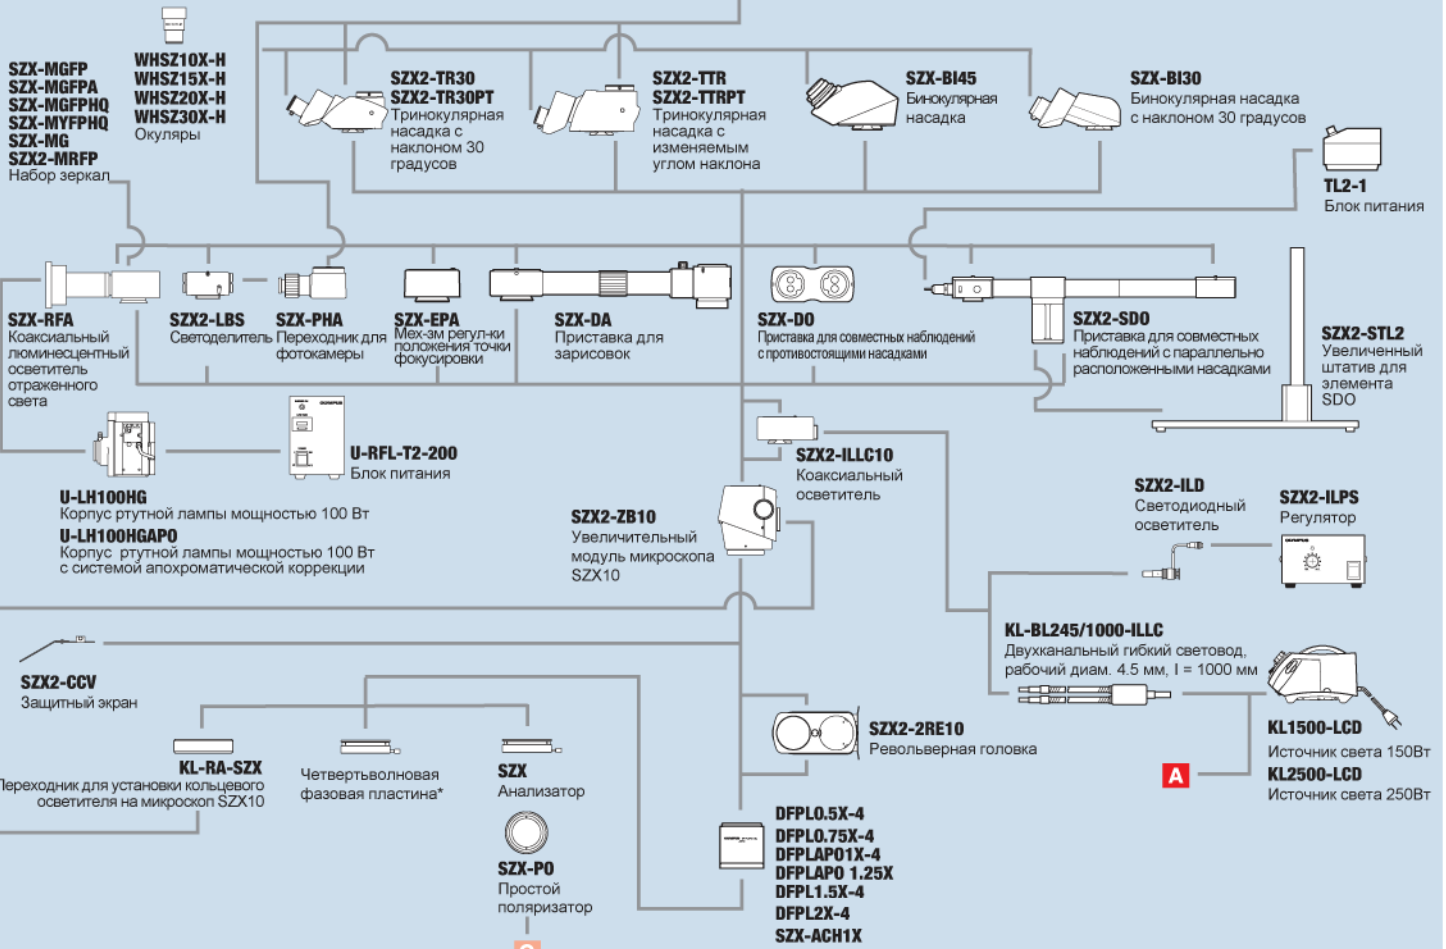 SZX-MGFP
SZX-MGFPA
SZX-MGFPHQ
SZX-MYFPHQ
SZX-MG
SZX2-MRFP
Набор зеркал
WHSZ10X-H
WHSZ15X-H
WHSZ20X-H
WHSZ30X-H
Окуляры
SZX2-TR30
SZX2-TR30PT
Тринокулярная
насадка с
наклоном 30
градусов
SZX2-TTR
SZX2-TTRPT
Тринокулярная
насадка с
изменяемым
углом наклона
SZX-BI45
Бинокулярная
насадка
SZX-BI30
Бинокулярная насадка
с наклоном 30 градусов
TL2-1
Блок питания
SZX-RFA
Коаксиальный
люминесцентный
осветитель
отраженного
света
SZX2-LBS
Светоделитель
SZX-PHA
Переходник для
фотокамеры
SZX-EPA
Мех-зм регул-ки
положения точки
фокусировки
SZX-DA
Приставка для
зарисовок
SZX-DO
Приставка для совместных наблюдений
с противостоящими насадками
SZX2-SDO
Приставка для совместных
наблюдений с параллельно
расположенными насадками
SZX2-STL2
Увеличенный
штатив для
элемента
SDO
U-RFL-T2-200
Блок питания
U-LH100HG
Корпус ртутной лампы мощностью 100 Вт
U-LH100HGAPO
Корпус ртутной лампы мощностью 100 Вт
с системой апохроматической коррекции
SZX2-ILLC10
Коаксиальный
осветитель
SZX2-ZB10
Увеличительный
модуль микроскопа
SZX10
SZX2-ILD
Светодиодный
осветитель
SZX2-ILPS
Регулятор
SZX2-CCV
Защитный экран
KL-BL245/1000-ILLC
Двухканальный гибкий световод,
рабочий диам. 4.5 мм, l = 1000 мм
KL1500-LCD
Источник света 150Вт
KL2500-LCD
Источник света 250Вт
A
SZX2-2RE10
Револьверная головка
KL-RA-SZX
Переходник для установки кольцевого
осветителя на микроскоп SZX10
Четвертьволновая
фазовая пластина*
SZX
Анализатор
SZX-PO
Простой
поляризатор
DFPL0.5X-4
DFPL0.75X-4
DFPLAPO1X-4
DFPLAPO 1.25X
DFPL1.5X-4
DFPL2X-4
SZX-ACH1X